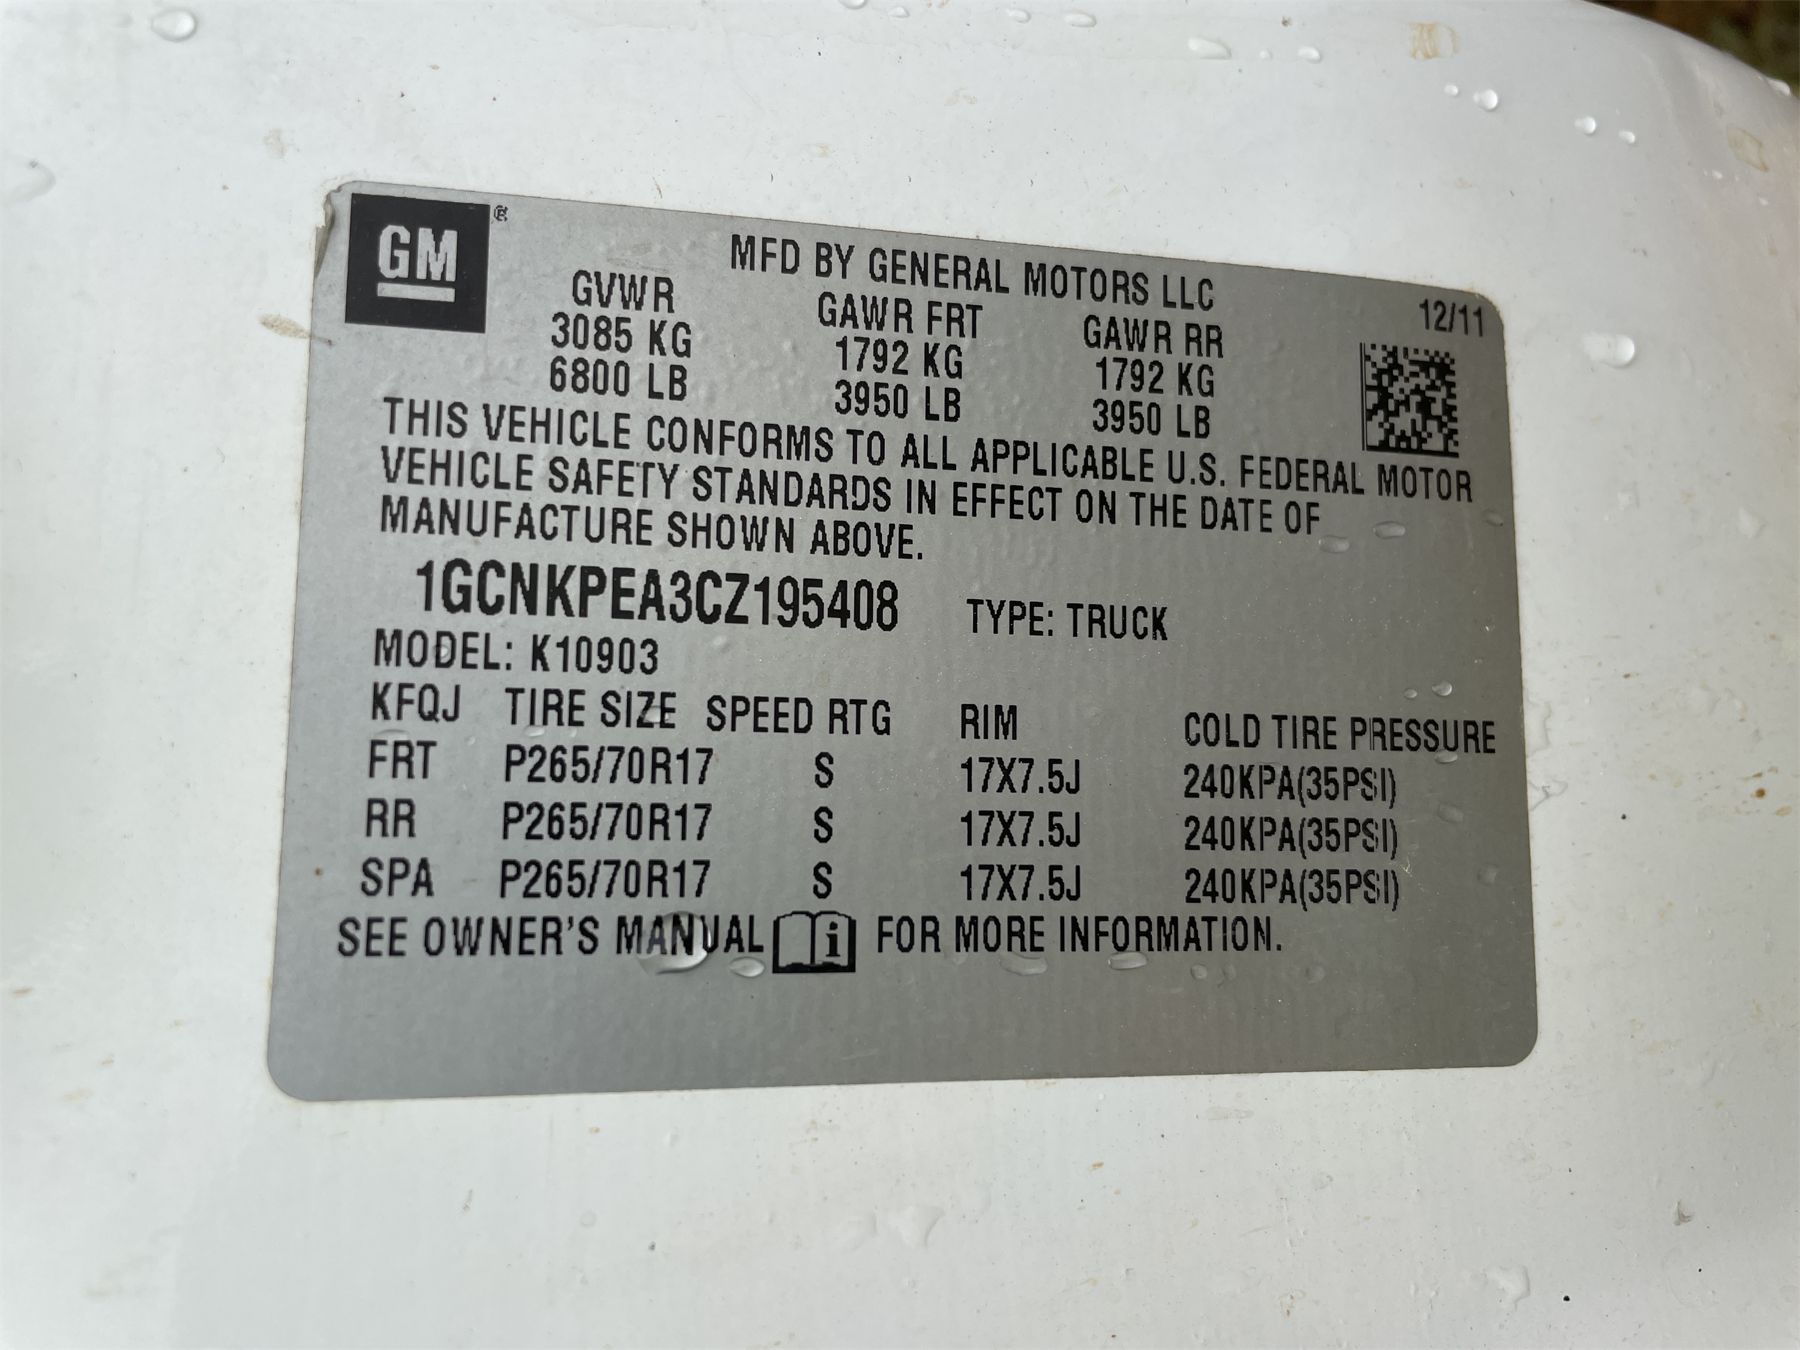 GM ®
MFD BY GENERAL MOTORS LLC
12/11
GVWR GAWR FRT GAWR RR
3085 KG 1792 KG 1792 KG
6800 LB 3950 LB 3950 LB
THIS VEHICLE CONFORMS TO ALL APPLICABLE U.S. FEDERAL MOTOR
VEHICLE SAFETY STANDARDS IN EFFECT ON THE DATE OF
MANUFACTURE SHOWN ABOVE.
1GCNKPEA3CZ195408 TYPE: TRUCK
MODEL: K10903
KFQJ TIRE SIZE SPEED RTG RIM COLD TIRE PRESSURE
FRT P265/70R17 S 17X7.5J 240KPA(35PSI)
RR P265/70R17 S 17X7.5J 240KPA(35PSI)
SPA P265/70R17 S 17X7.5J 240KPA(35PSI)
SEE OWNER'S MANUAL i FOR MORE INFORMATION.